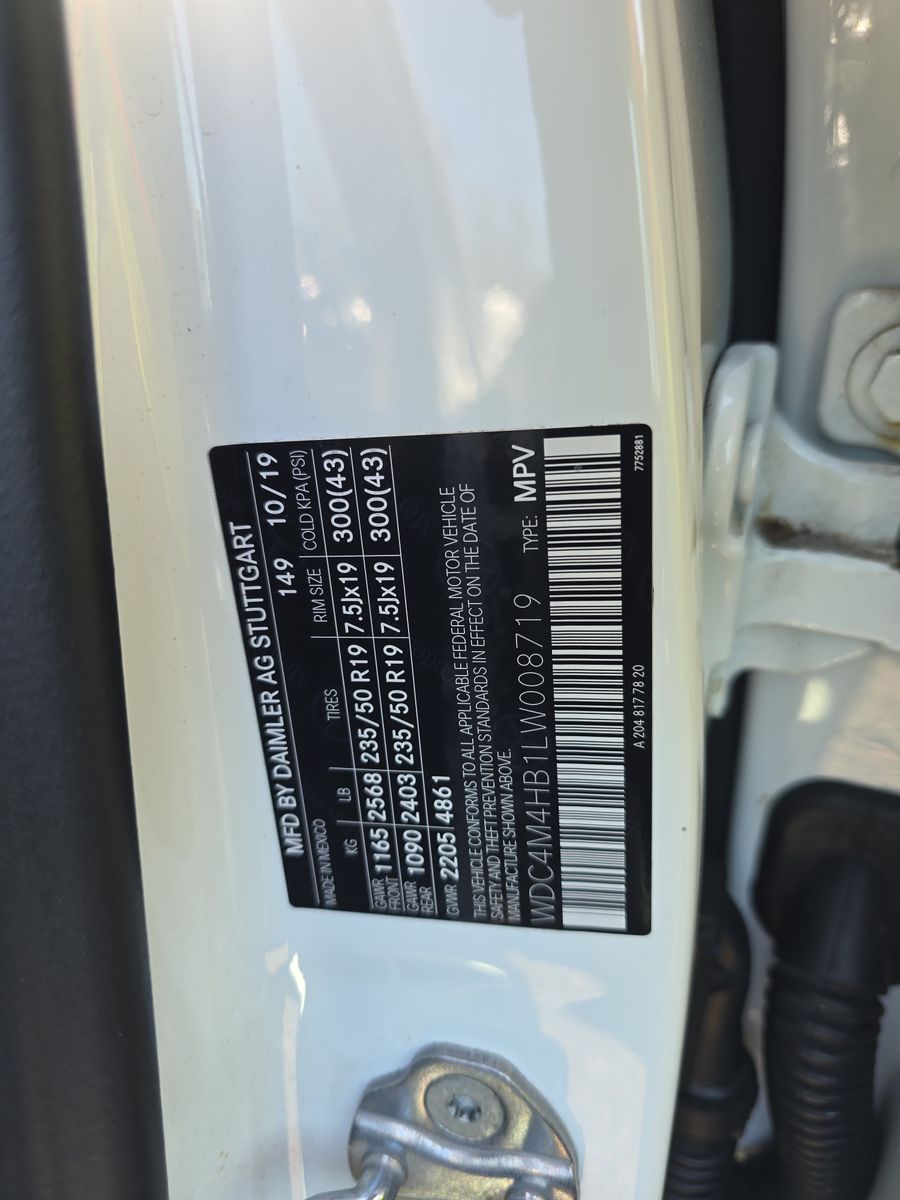 MFD BY DAIMLER AG STUTTGART
MADE IN MEXICO 149 10/19
KG LB TIRES RIM SIZE COLD KPA (PSI)
GAWR FRONT 1165 2568 235/50 R19 7.5Jx19 300(43)
GAWR REAR 1090 2403 235/50 R19 7.5Jx19 300(43)
GVWR 2205 4861
THIS VEHICLE CONFORMS TO ALL APPLICABLE FEDERAL MOTOR VEHICLE
SAFETY AND THEFT PREVENTION STANDARDS IN EFFECT ON THE DATE OF
MANUFACTURE SHOWN ABOVE.
WDC4M4HB1LW008719 TYPE: MPV
A 204 817 78 20 7752881